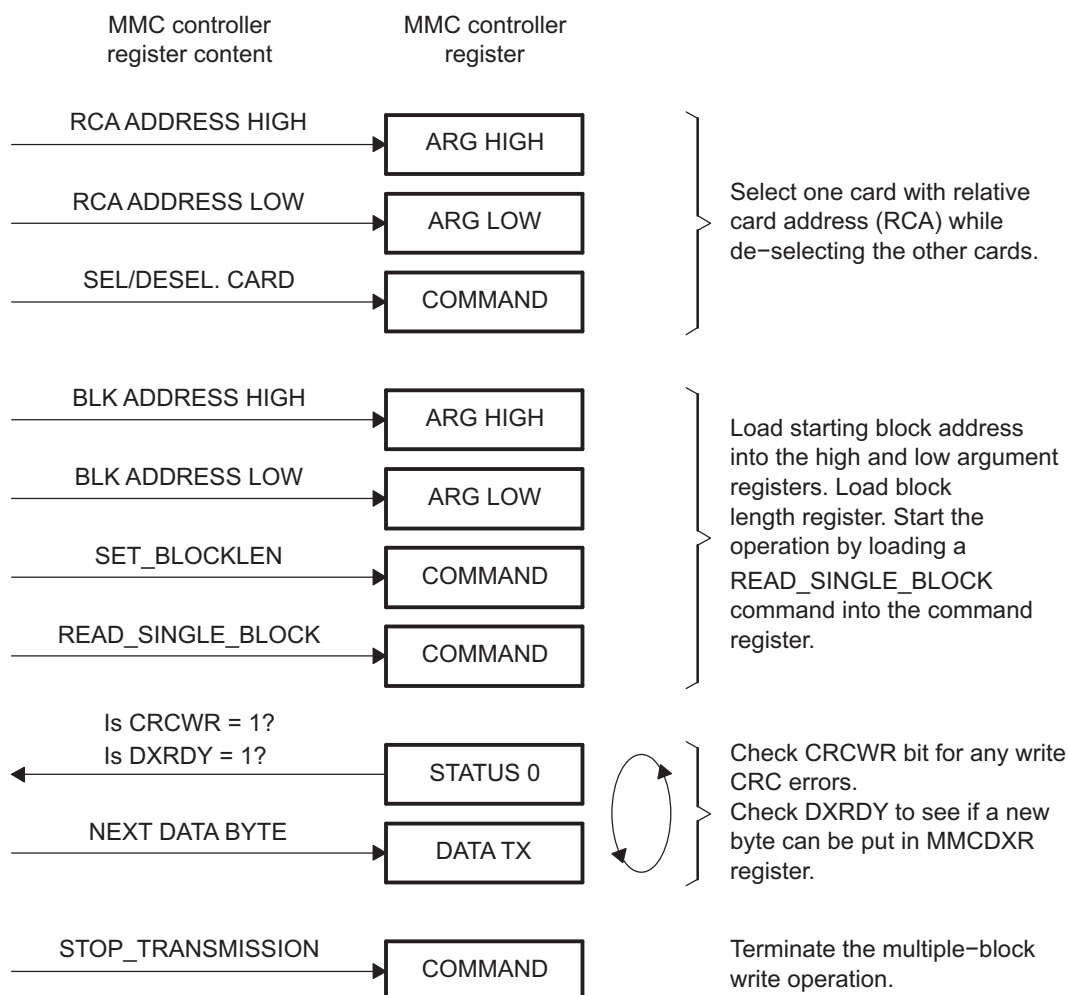 MMC controller
register content
MMC controller
register
RCA ADDRESS HIGH
ARG HIGH
RCA ADDRESS LOW
ARG LOW
SEL/DESEL. CARD
COMMAND
Select one card with relative
card address (RCA) while
de−selecting the other cards.
BLK ADDRESS HIGH
ARG HIGH
BLK ADDRESS LOW
ARG LOW
SET_BLOCKLEN
COMMAND
READ_SINGLE_BLOCK
COMMAND
Load starting block address
into the high and low argument
registers. Load block
length register. Start the
operation by loading a
READ_SINGLE_BLOCK
command into the command
register.
Is CRCWR = 1?
Is DXRDY = 1?
STATUS 0
NEXT DATA BYTE
DATA TX
Check CRCWR bit for any write
CRC errors.
Check DXRDY to see if a new
byte can be put in MMCDXR
register.
STOP_TRANSMISSION
COMMAND
Terminate the multiple−block
write operation.